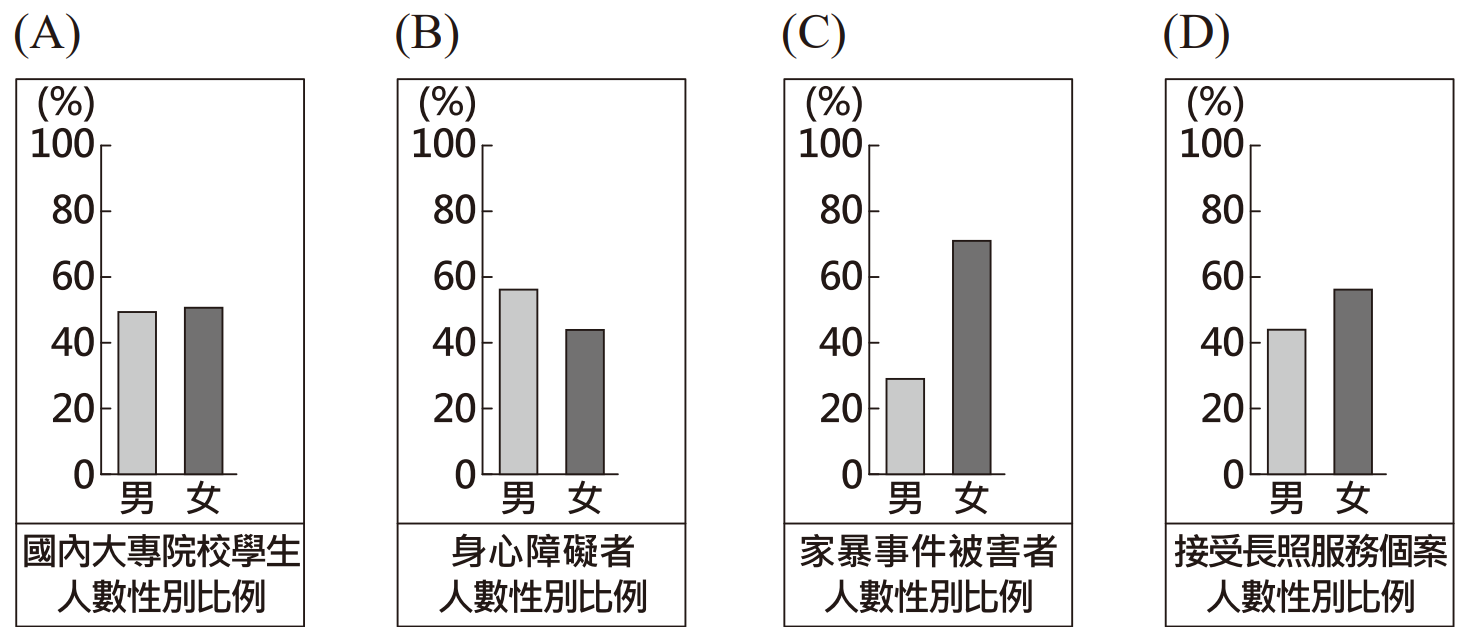 (A)
(%)
100
80
60
40
20
0
男 女
國內大專院校學生
人數性別比例
(B)
(%)
100
80
60
40
20
0
男 女
身心障礙者
人數性別比例
(C)
(%)
100
80
60
40
20
0
男 女
家暴事件被害者
人數性別比例
(D)
(%)
100
80
60
40
20
0
男 女
接受長照服務個案
人數性別比例